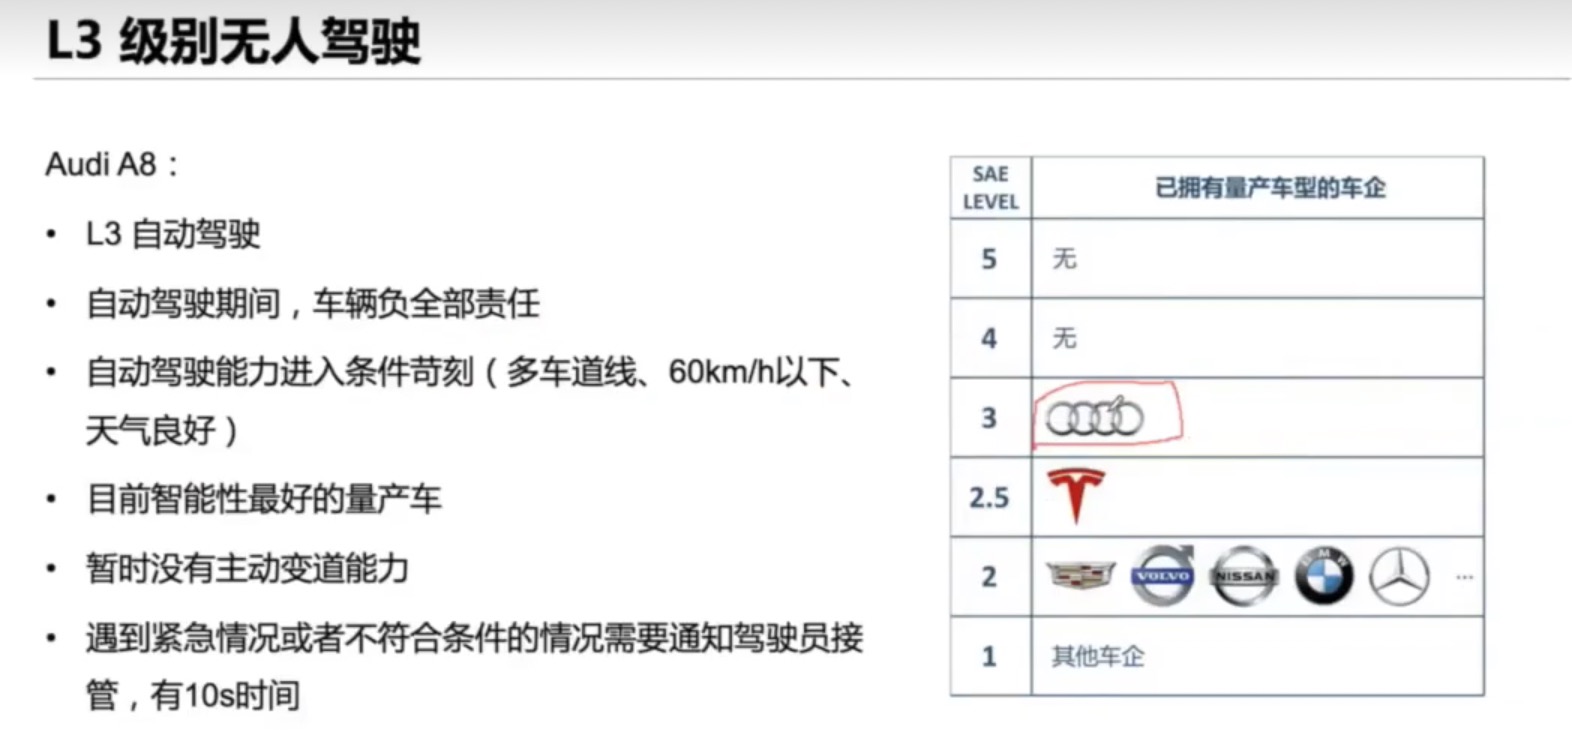 L3 级别无人驾驶
Audi A8：
• L3 自动驾驶
• 自动驾驶期间，车辆负全部责任
• 自动驾驶能力进入条件苛刻（多车道线、60km/h以下、
天气良好）
• 目前智能性最好的量产车
• 暂时没有主动变道能力
• 遇到紧急情况或者不符合条件的情况需要通知驾驶员接
管，有10s时间
SAE
LEVEL
已拥有量产车型的车企
5 无
4 无
3
2.5
2 VOLVO NISSAN BMW ...
1 其他车企